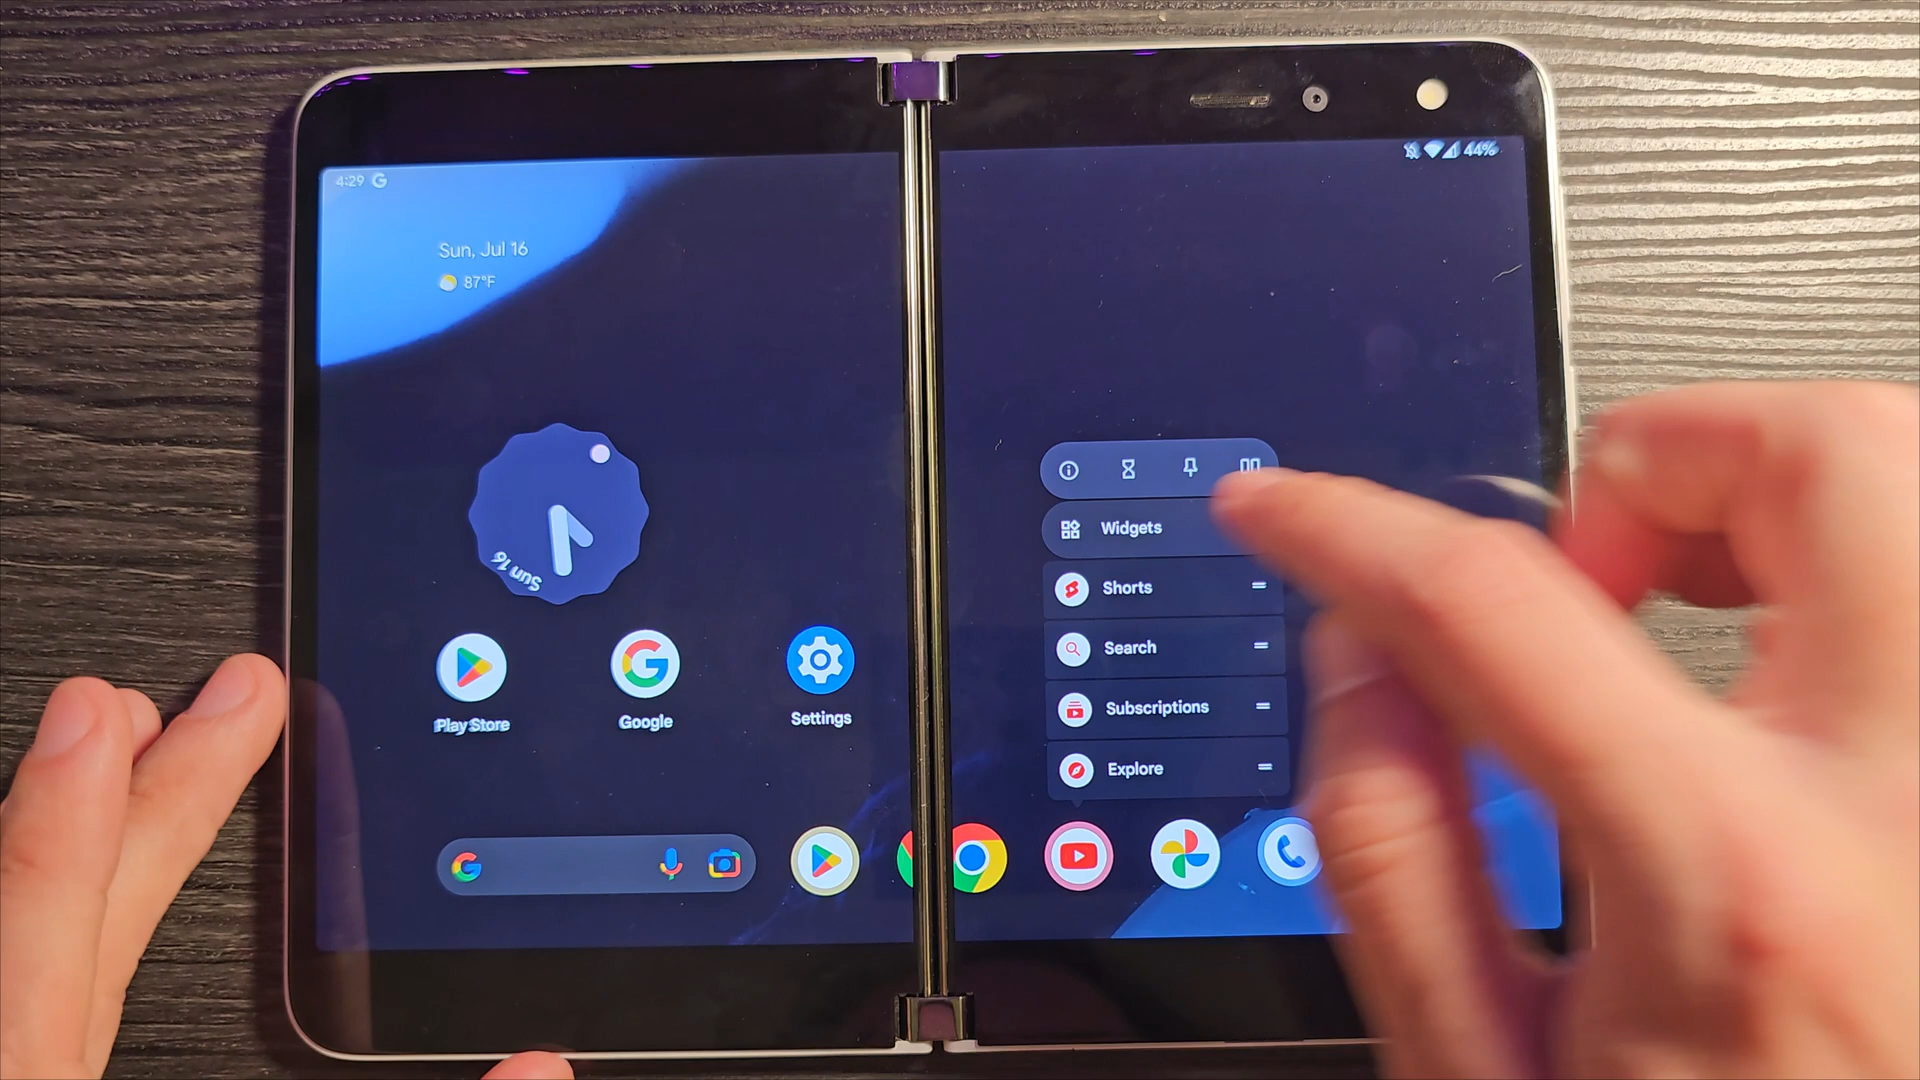 4:29
44%
Sun, Jul 16
87°F
Sun 16
Widgets
Shorts
Search
Subscriptions
Explore
Play Store
Google
Settings